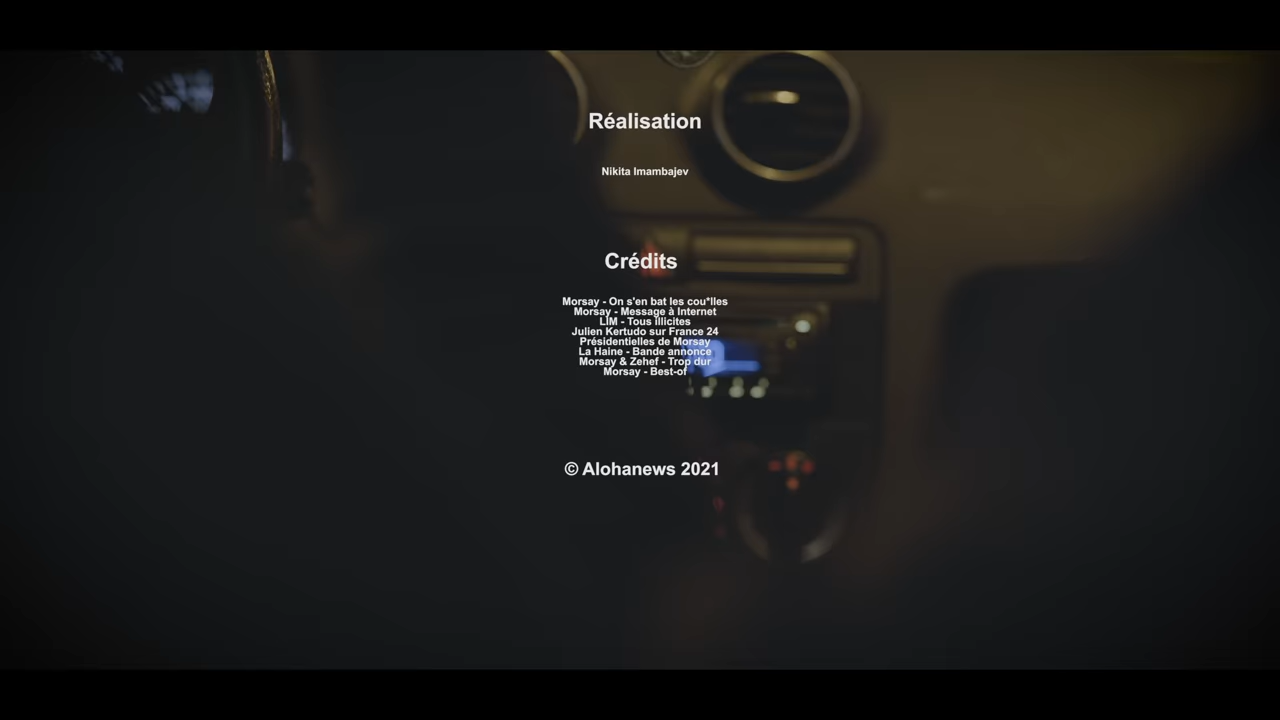 Réalisation
Nikita Imambajev
Crédits
Morsay - On s'en bat les cou*lles
Morsay - Message à Internet
LIM - Tous illicites
Julien Kertudo sur France 24
Présidentielles de Morsay
La Haine - Bande annonce
Morsay & Zehef - Trop dur
Morsay - Best-of
© Alohanews 2021